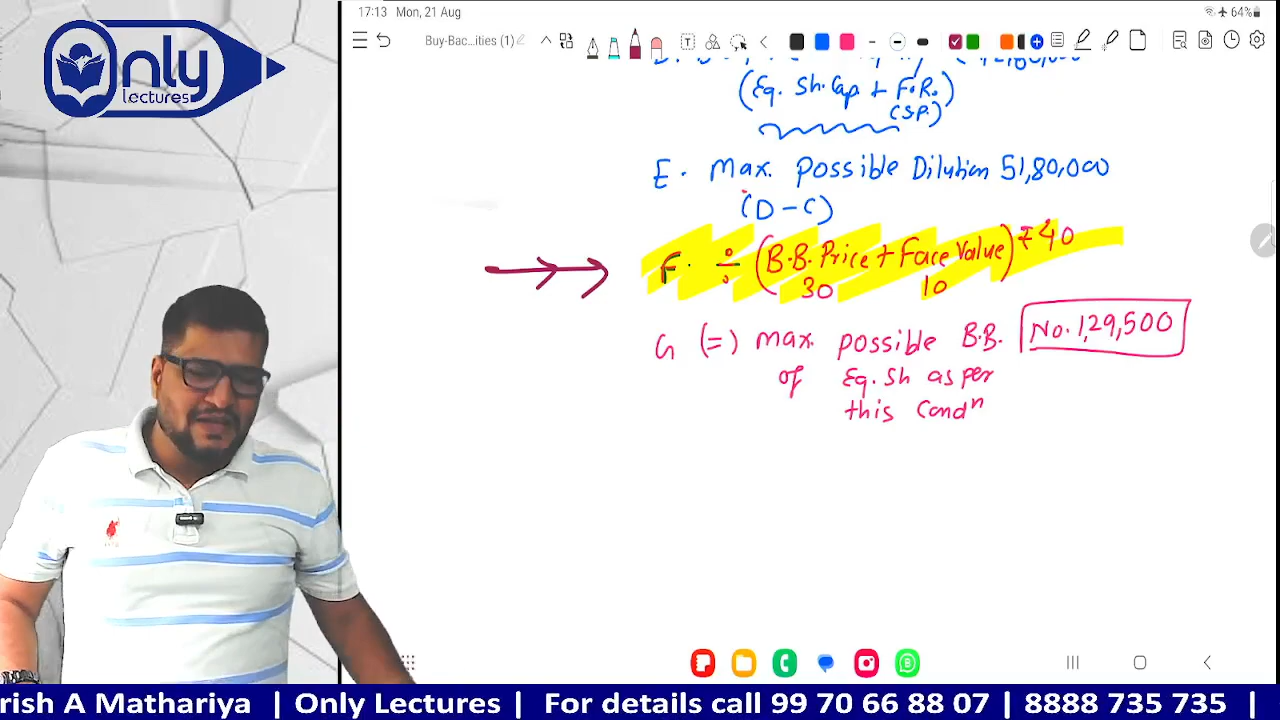 17:13 Mon, 21 Aug
64%
Only
lectures
Buy-Bac...ities (1)
(Eq. Sh. Cap + F.R.)
(S.P.)
E. Max. Possible Dilution 51,80,000
(D - C)
F. ÷ (B.B. Price + Face Value) ₹40
30 10
G (=) max possible B.B. No. 1,29,500
of Eq. Sh as per
this Condⁿ
rish A Mathariya | Only Lectures | For details call 99 70 66 88 07 | 8888 735 735 |